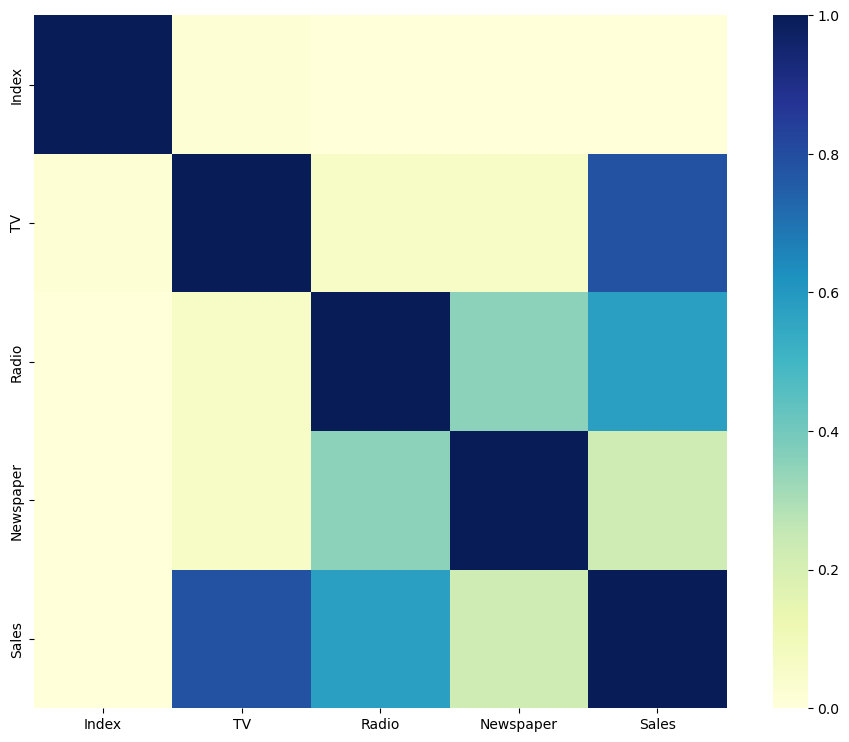 Index
TV
Radio
Newspaper
Sales
Index
TV
Radio
Newspaper
Sales
1.0
0.8
0.6
0.4
0.2
0.0